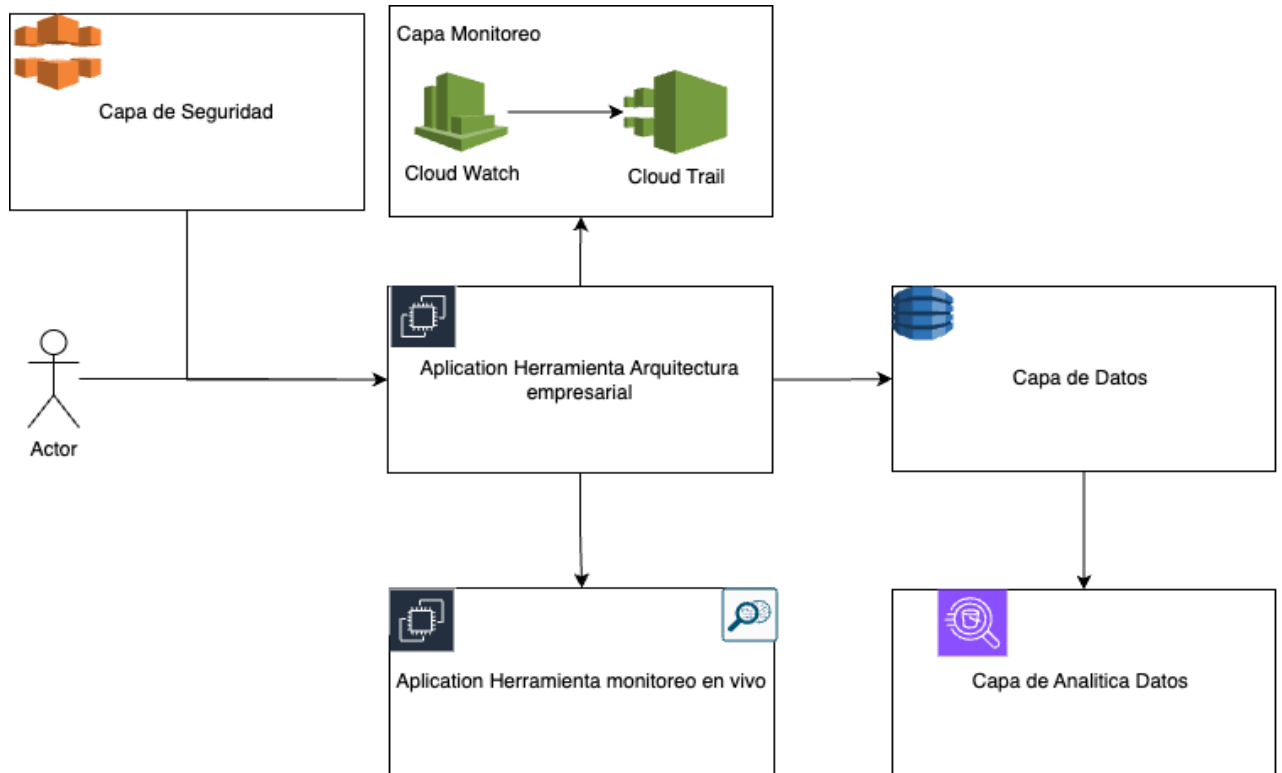 Capa Monitoreo
Capa de Seguridad
Cloud Watch
Cloud Trail
Aplication Herramienta Arquitectura
empresarial
Capa de Datos
Actor
Aplication Herramienta monitoreo en vivo
Capa de Analitica Datos